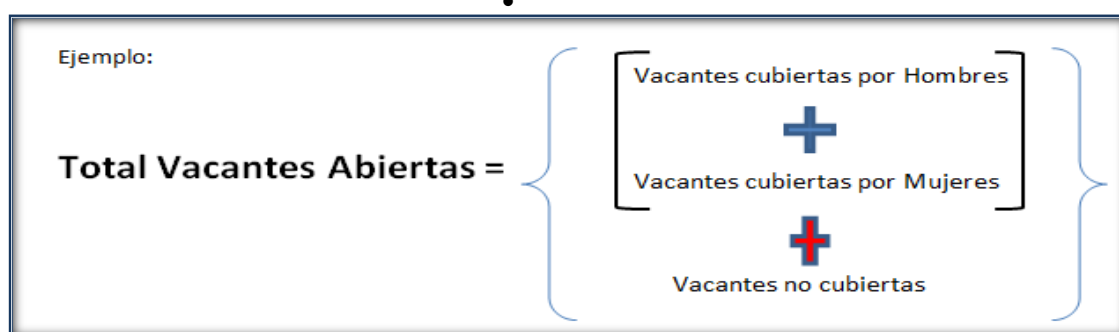 Ejemplo:
Vacantes cubiertas por Hombres
Total Vacantes Abiertas =
Vacantes cubiertas por Mujeres
Vacantes no cubiertas